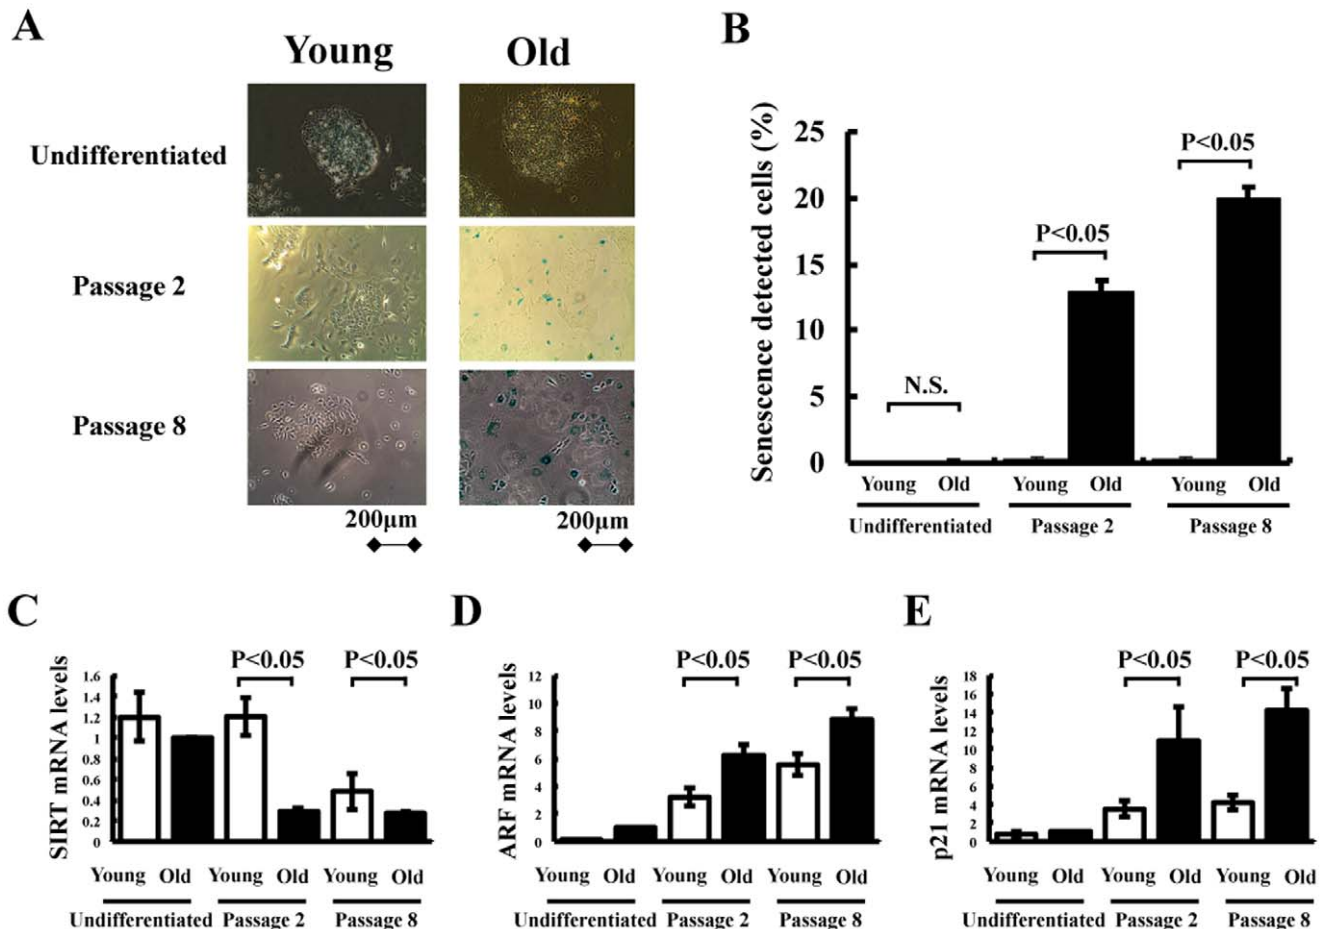 A
Young Old
Undifferentiated
Passage 2
Passage 8
200μm 200μm
B
Senescence detected cells (%)
25
20
15
10
5
0
N.S.
P<0.05
P<0.05
Young Old Young Old Young Old
Undifferentiated Passage 2 Passage 8
C
SIRT mRNA levels
1.6
1.4
1.2
1
0.8
0.6
0.4
0.2
0
P<0.05 P<0.05
Young Old Young Old Young Old
Undifferentiated Passage 2 Passage 8
D
ARF mRNA levels
12
10
8
6
4
2
0
P<0.05 P<0.05
Young Old Young Old Young Old
Undifferentiated Passage 2 Passage 8
E
p21 mRNA levels
18
16
14
12
10
8
6
4
2
0
P<0.05 P<0.05
Young Old Young Old Young Old
Undifferentiated Passage 2 Passage 8